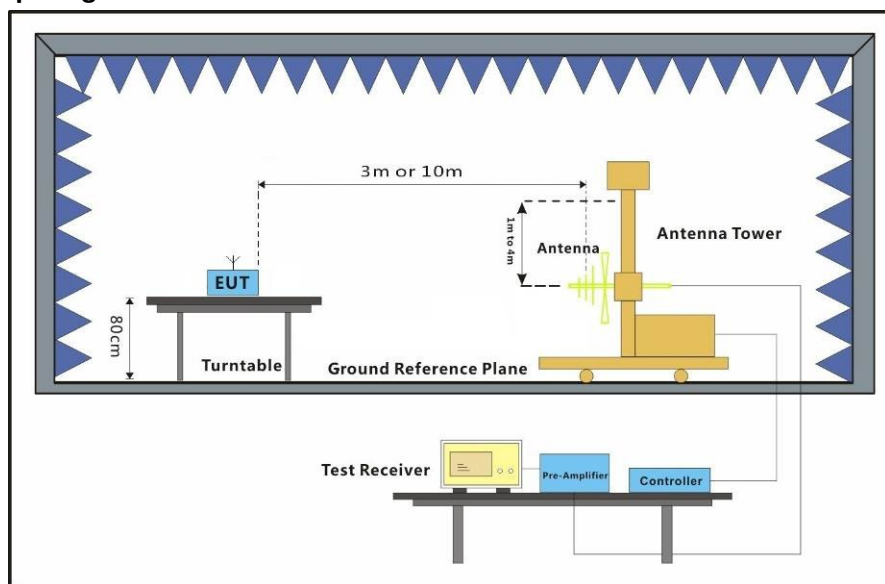 3m or 10m
1m to 4m
Antenna
Antenna Tower
EUT
80cm
Turntable
Ground Reference Plane
Test Receiver
Pre-Amplifier
Controller